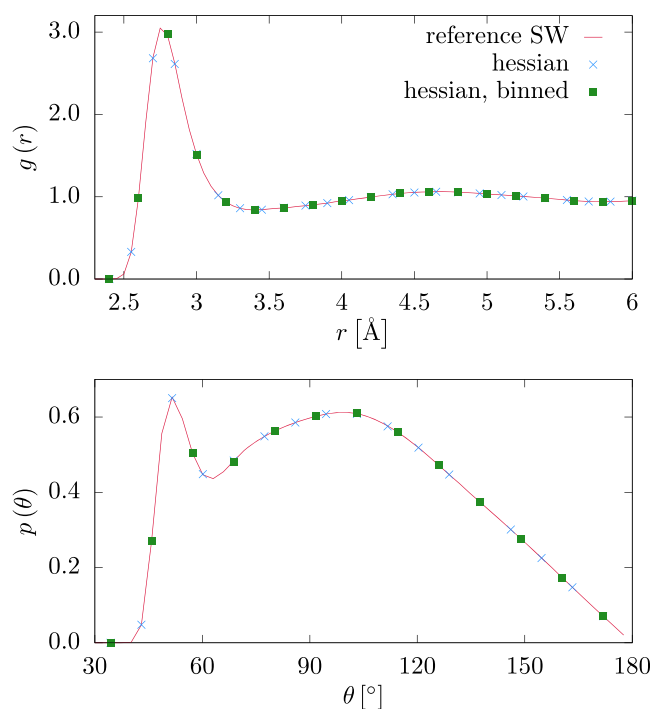 reference SW
hessian
hessian, binned
g (r)
3.0
2.0
1.0
0.0
2.5 3 3.5 4 4.5 5 5.5 6
r [Å]
p (θ)
0.6
0.4
0.2
0.0
30 60 90 120 150 180
θ [°]